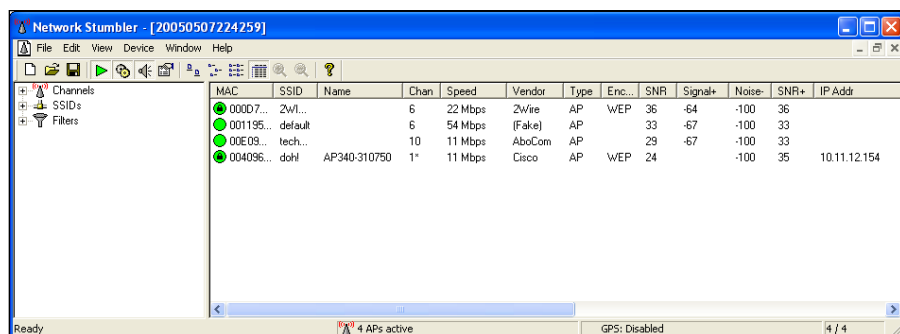 Network Stumbler - [20050507224259]
File Edit View Device Window Help
Channels
SSIDs
Filters
MAC SSID Name Chan Speed Vendor Type Enc... SNR Signal+ Noise- SNR+ IP Addr
000D7... 2WI... 6 22 Mbps 2Wire AP WEP 36 -64 -100 36
001195... default 6 54 Mbps (Fake) AP 33 -67 -100 33
00E09... tech... 10 11 Mbps AboCom AP 29 -67 -100 33
004096... doh! AP340-310750 1* 11 Mbps Cisco AP WEP 24 -100 35 10.11.12.154
Ready 4 APs active GPS: Disabled 4 / 4